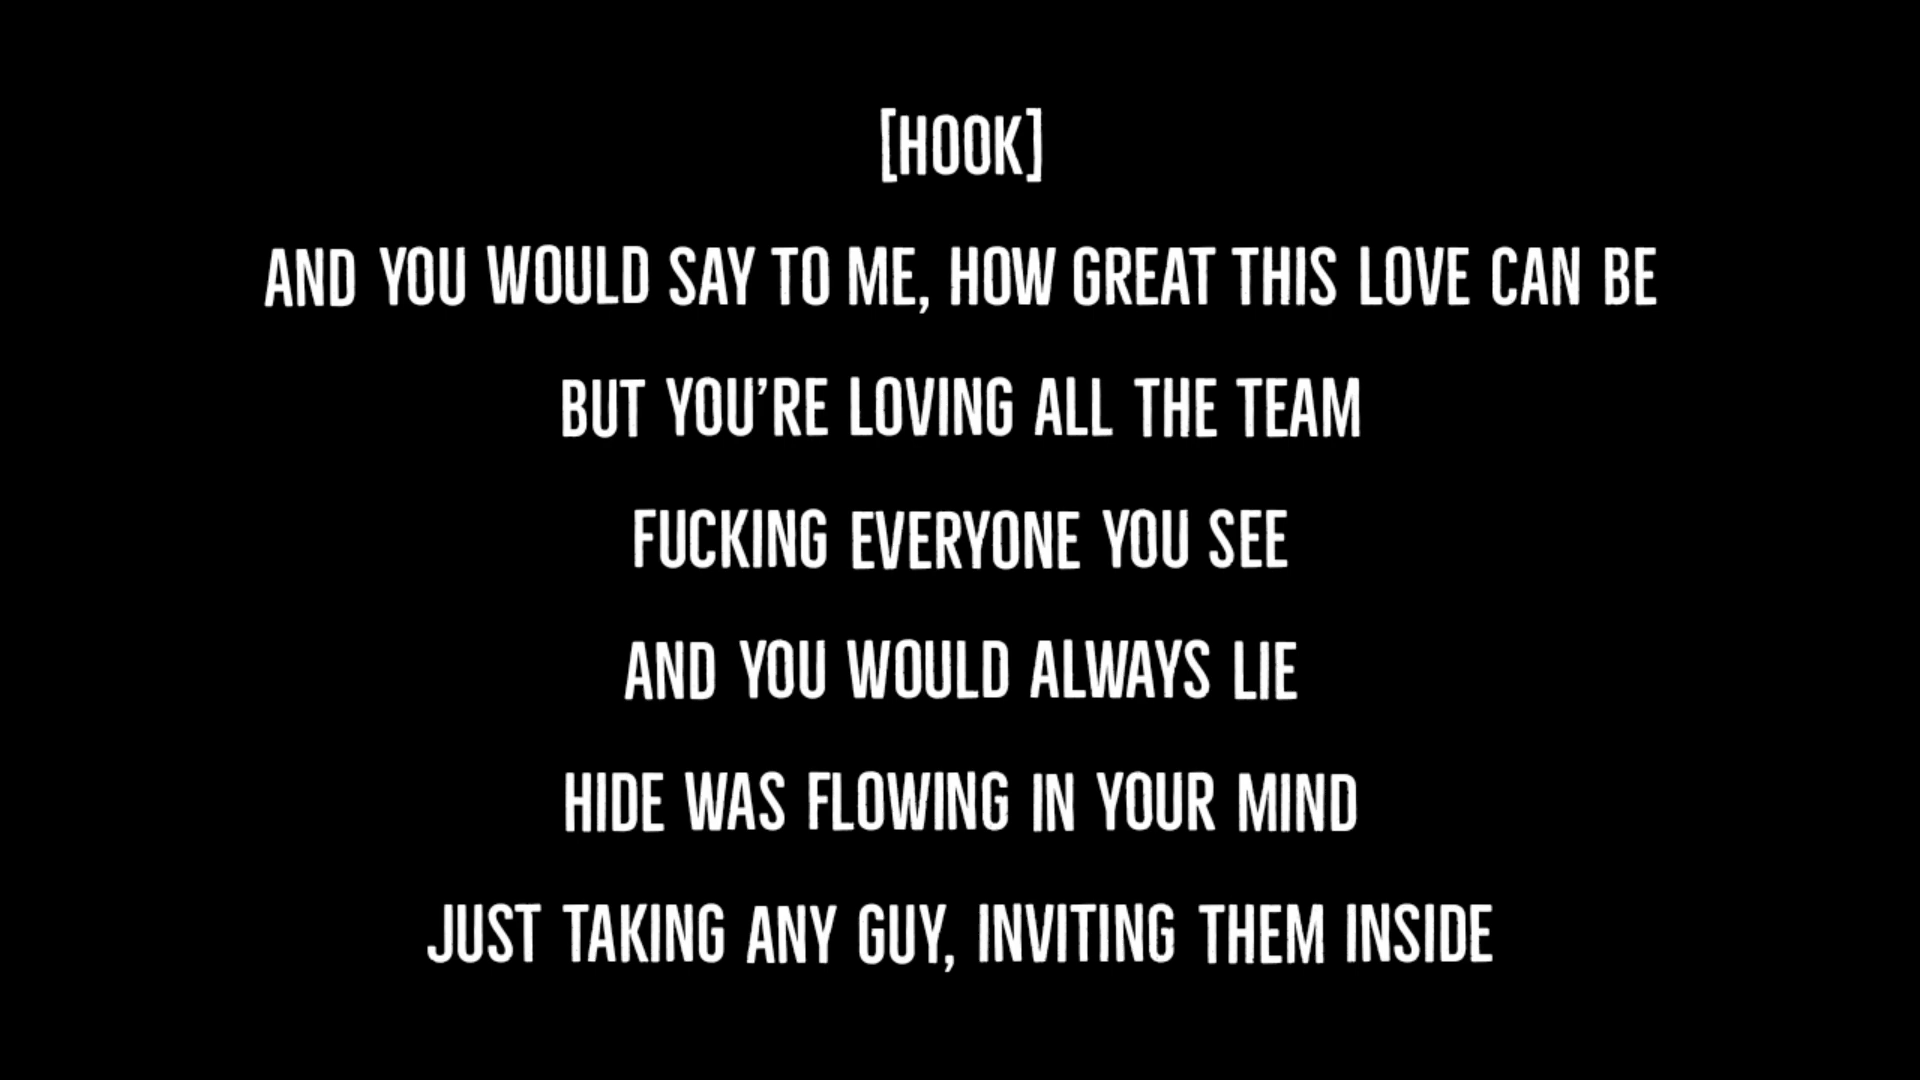 [HOOK]
AND YOU WOULD SAY TO ME, HOW GREAT THIS LOVE CAN BE
BUT YOU'RE LOVING ALL THE TEAM
FUCKING EVERYONE YOU SEE
AND YOU WOULD ALWAYS LIE
HIDE WAS FLOWING IN YOUR MIND
JUST TAKING ANY GUY, INVITING THEM INSIDE